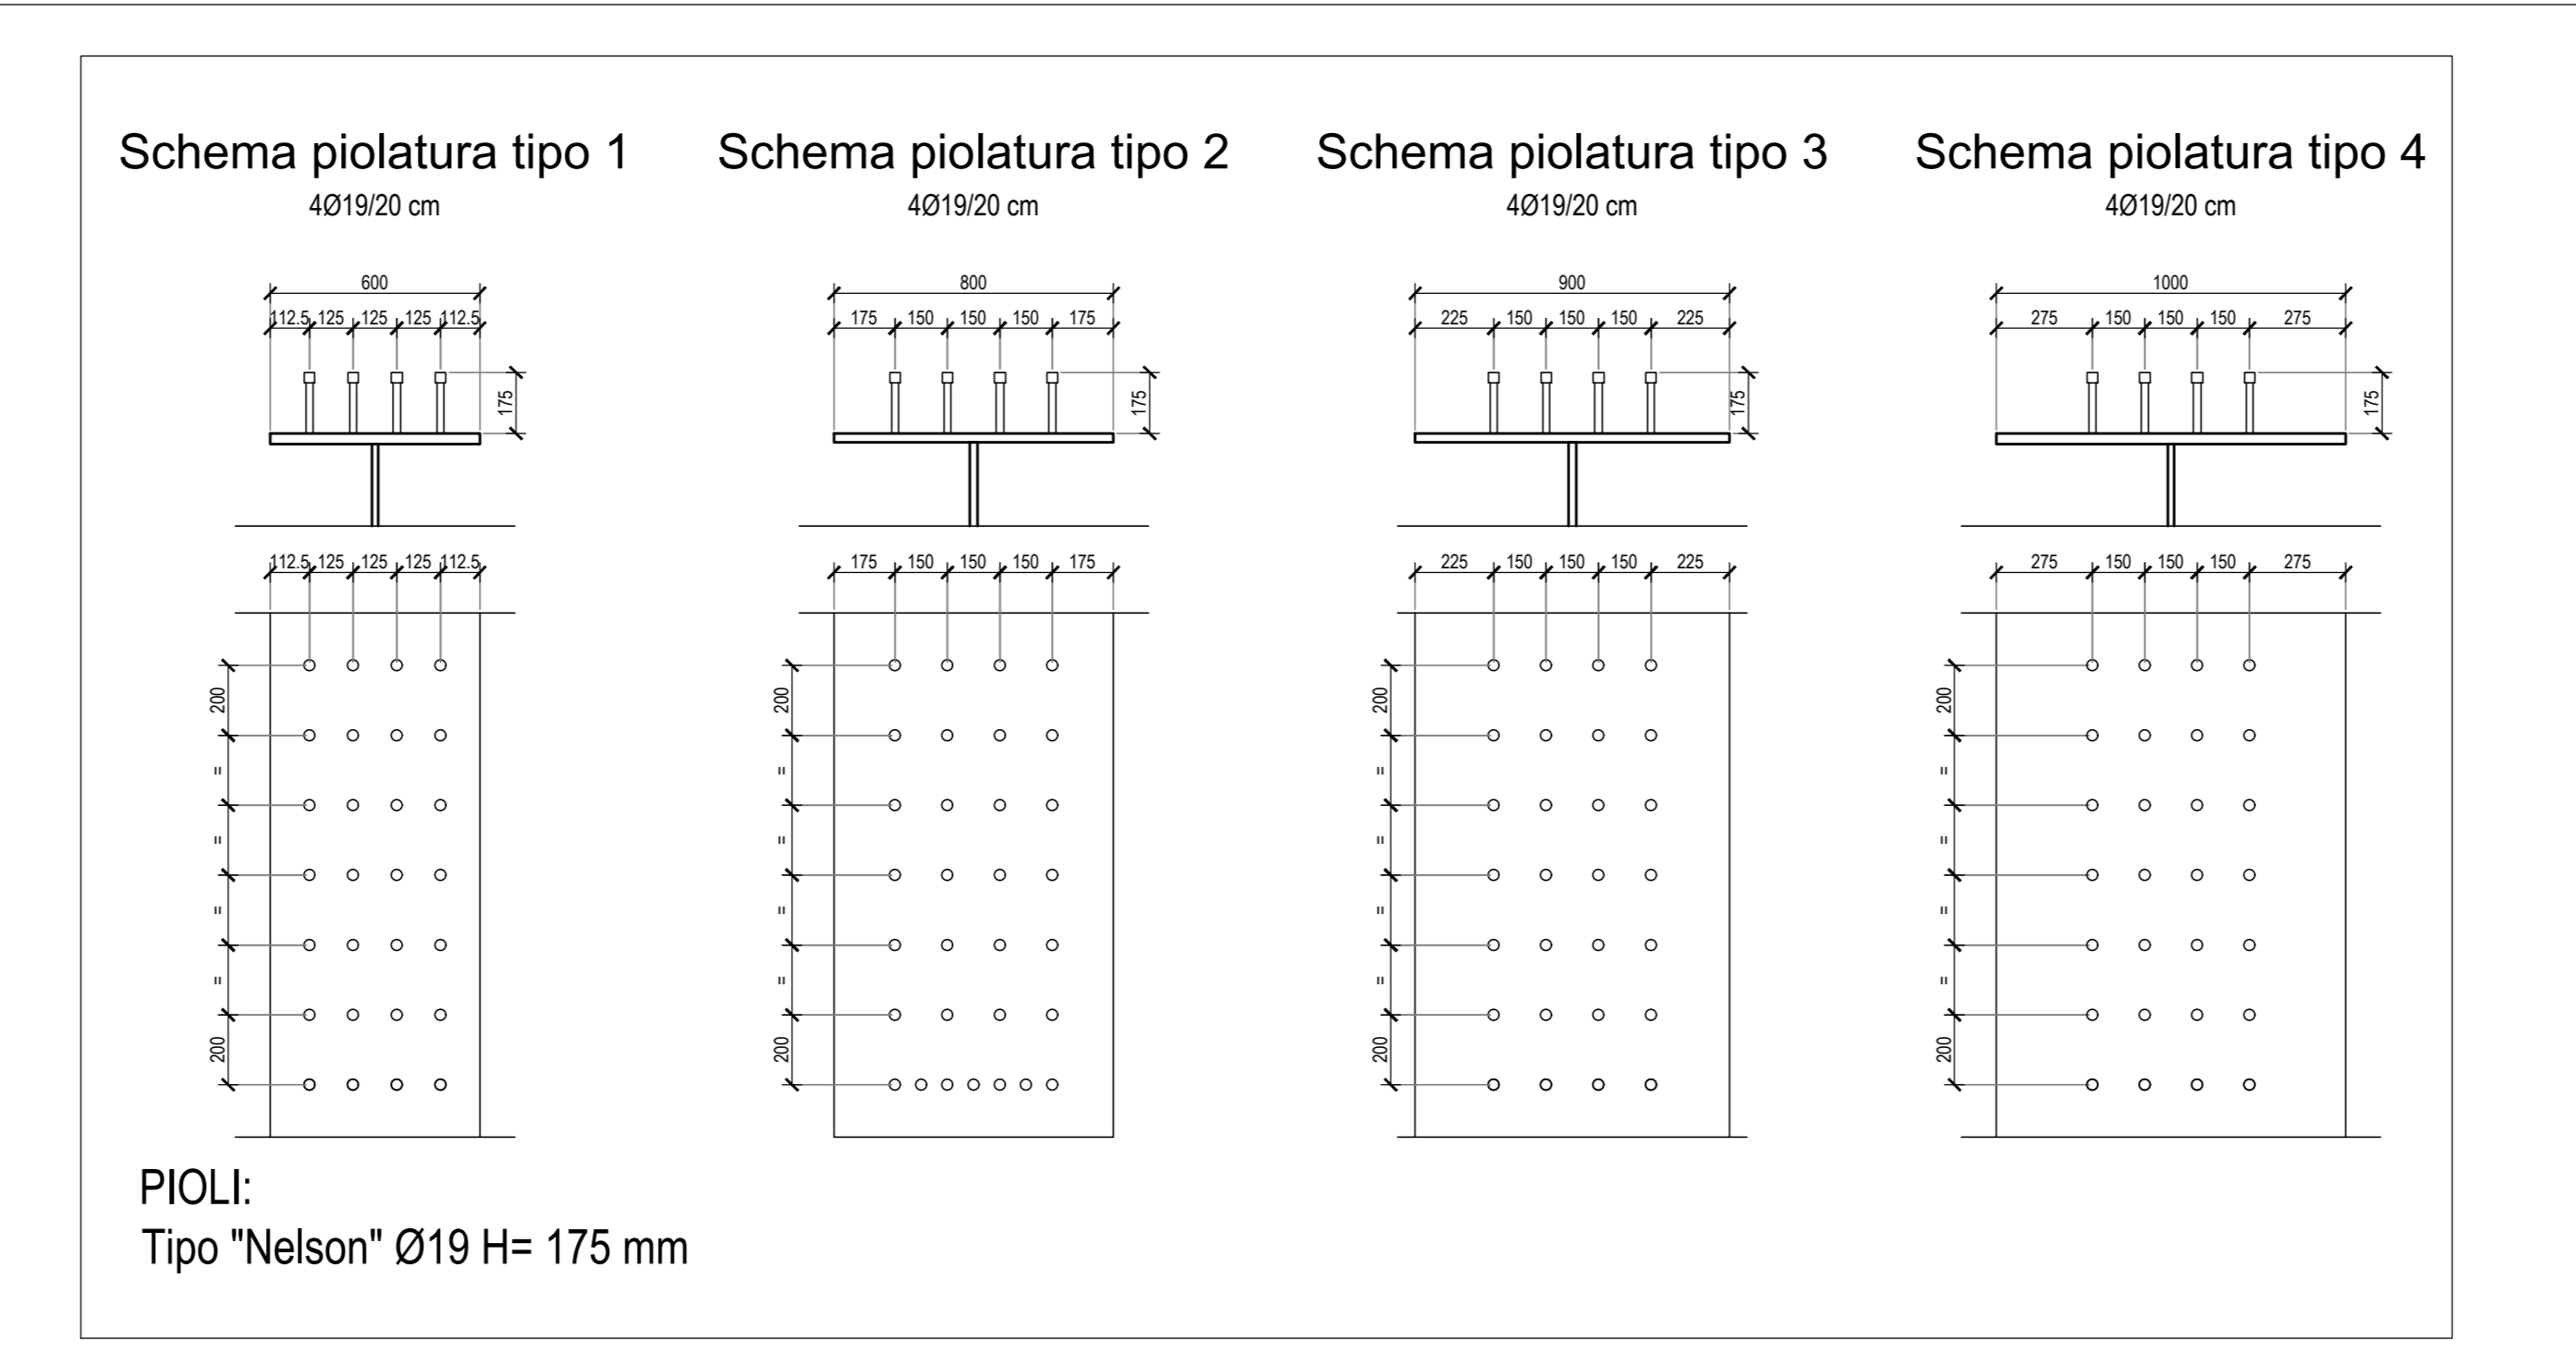 Schema piolatura tipo 1
4Ø19/20 cm
600
112.5 125 125 125 112.5
175
112.5 125 125 125 112.5
200
=
=
=
=
200
Schema piolatura tipo 2
4Ø19/20 cm
800
175 150 150 150 175
175
175 150 150 150 175
200
=
=
=
=
200
Schema piolatura tipo 3
4Ø19/20 cm
900
225 150 150 150 225
175
225 150 150 150 225
200
=
=
=
=
200
Schema piolatura tipo 4
4Ø19/20 cm
1000
275 150 150 150 275
175
275 150 150 150 275
200
=
=
=
=
200
PIOLI:
Tipo "Nelson" Ø19 H= 175 mm